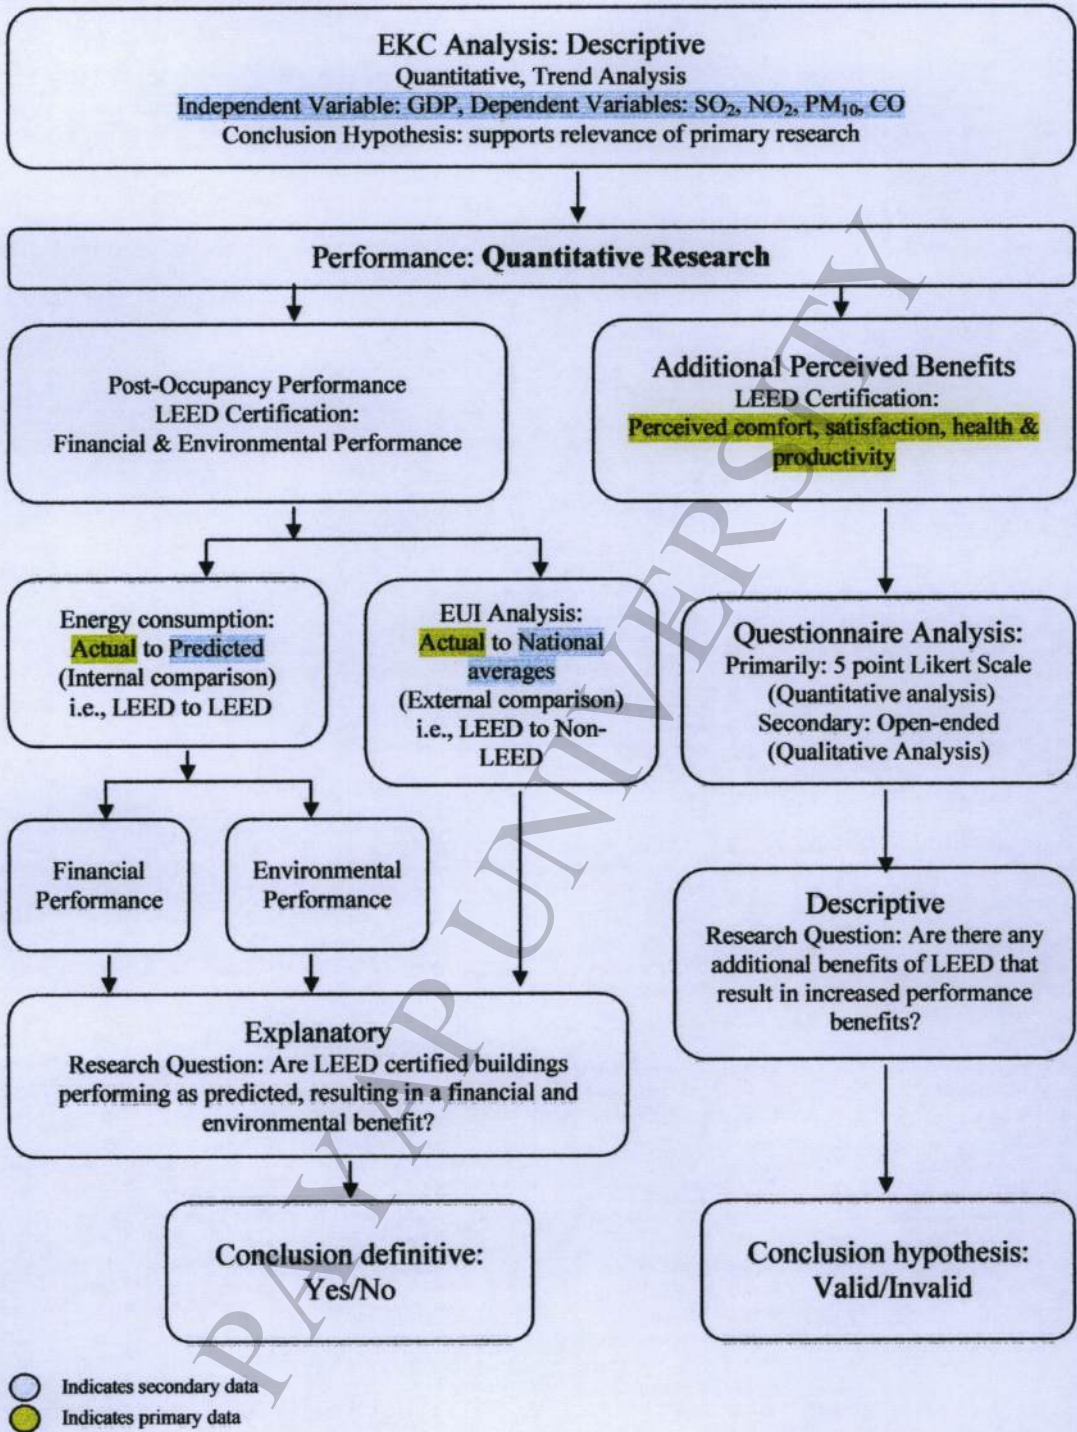 EKC Analysis: Descriptive
Quantitative, Trend Analysis
Independent Variable: GDP, Dependent Variables: SO₂, NO₂, PM₁₀, CO
Conclusion Hypothesis: supports relevance of primary research
Performance: Quantitative Research
Post-Occupancy Performance
LEED Certification:
Financial & Environmental Performance
Additional Perceived Benefits
LEED Certification:
Perceived comfort, satisfaction, health &
productivity
Energy consumption:
Actual to Predicted
(Internal comparison)
i.e., LEED to LEED
EUI Analysis:
Actual to National
averages
(External comparison)
i.e., LEED to Non-
LEED
Questionnaire Analysis:
Primarily: 5 point Likert Scale
(Quantitative analysis)
Secondary: Open-ended
(Qualitative Analysis)
Financial
Performance
Environmental
Performance
Descriptive
Research Question: Are there any
additional benefits of LEED that
result in increased performance
benefits?
Explanatory
Research Question: Are LEED certified buildings
performing as predicted, resulting in a financial and
environmental benefit?
Conclusion definitive:
Yes/No
Conclusion hypothesis:
Valid/Invalid
Indicates secondary data
Indicates primary data
PAYAP UNIVERSITY